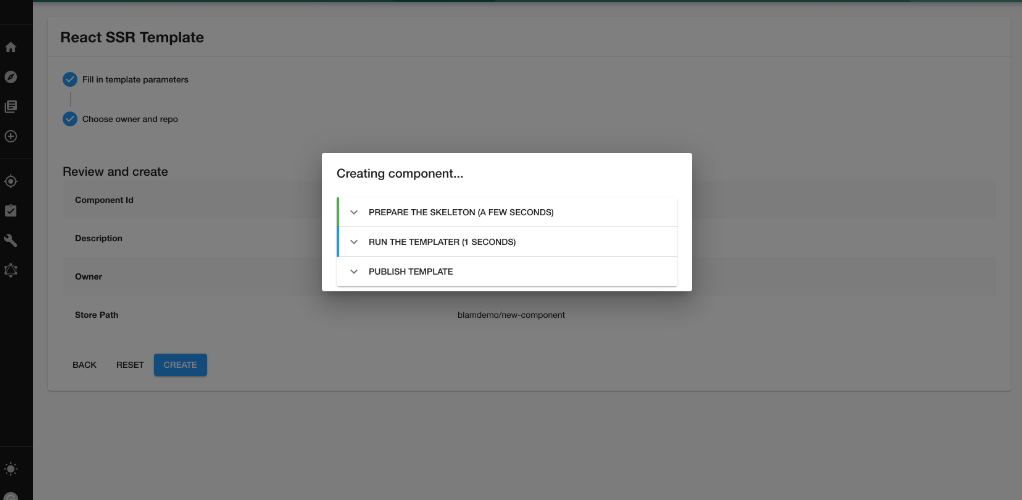 React SSR Template
Fill in template parameters
Choose owner and repo
Review and create
Component Id
Description
Owner
Store Path blamdemo/new-component
BACK RESET CREATE
Creating component...
PREPARE THE SKELETON (A FEW SECONDS)
RUN THE TEMPLATER (1 SECONDS)
PUBLISH TEMPLATE